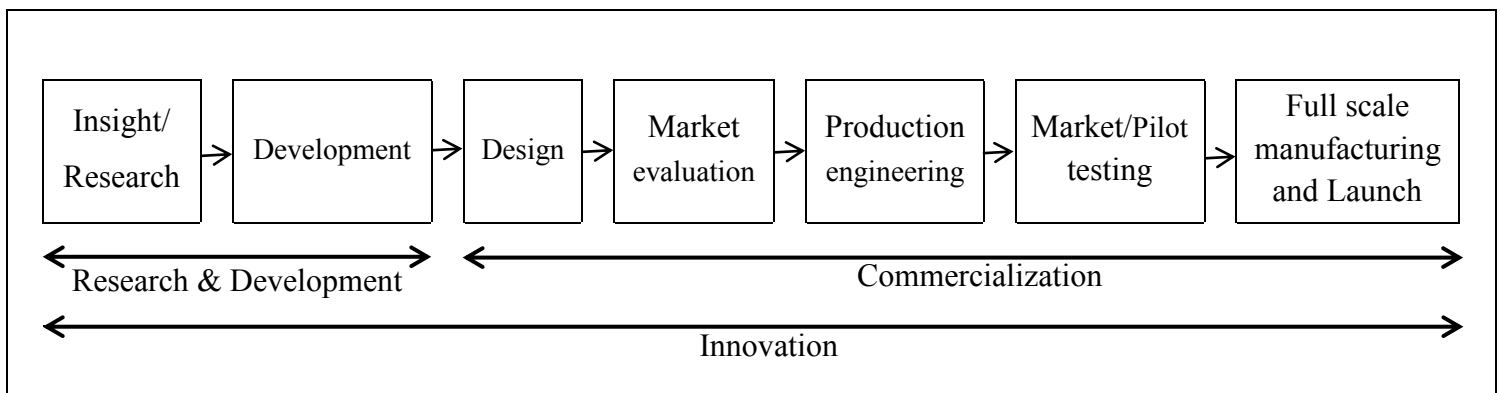 Insight/
Research
Development
Design
Market
evaluation
Production
engineering
Market/Pilot
testing
Full scale
manufacturing
and Launch
Research & Development
Commercialization
Innovation